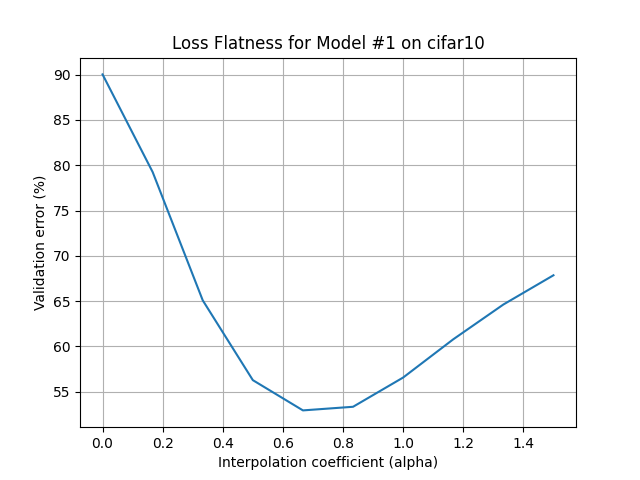 Loss Flatness for Model #1 on cifar10
Validation error (%)
90
85
80
75
70
65
60
55
0.0 0.2 0.4 0.6 0.8 1.0 1.2 1.4
Interpolation coefficient (alpha)